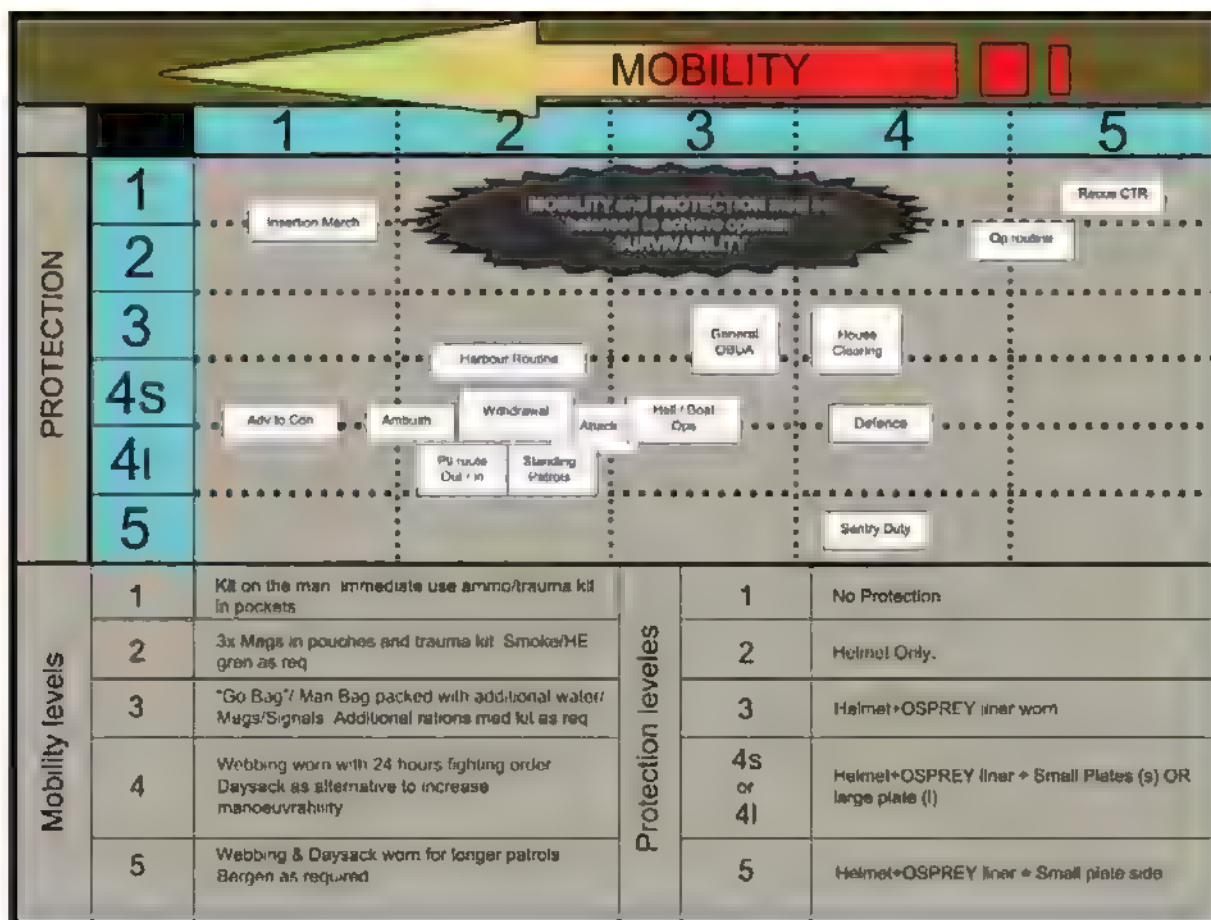 MOBILITY
1 2 3 4 5
PROTECTION
1
2
3
4s
4l
5
MOBILITY and PROTECTION
balanced to achieve
SURVIVABILITY
Insertion March
Recce CTR
Op routine
General
OBUA
House
Clearing
Harbour Routine
Adv to Con
Ambush
Withdrawal
Attack
Heli / Boat
Ops
Defence
Ptl route
Out / in
Standing
Patrols
Sentry Duty
Mobility levels
1
Kit on the man immediate use ammo/trauma kit
in pockets
2
3x Mags in pouches and trauma kit Smoke/HE
gren as req
3
"Go Bag"/ Man Bag packed with additional water/
Mags/Signals Additional rations med kit as req
4
Webbing worn with 24 hours fighting order
Daysack as alternative to increase
manoeuvrability
5
Webbing & Daysack worn for longer patrols
Bergen as required
Protection leveles
1
No Protection
2
Helmet Only.
3
Helmet+OSPREY liner worn
4s
or
4l
Helmet+OSPREY liner + Small Plates (s) OR
large plate (l)
5
Helmet+OSPREY liner + Small plate side